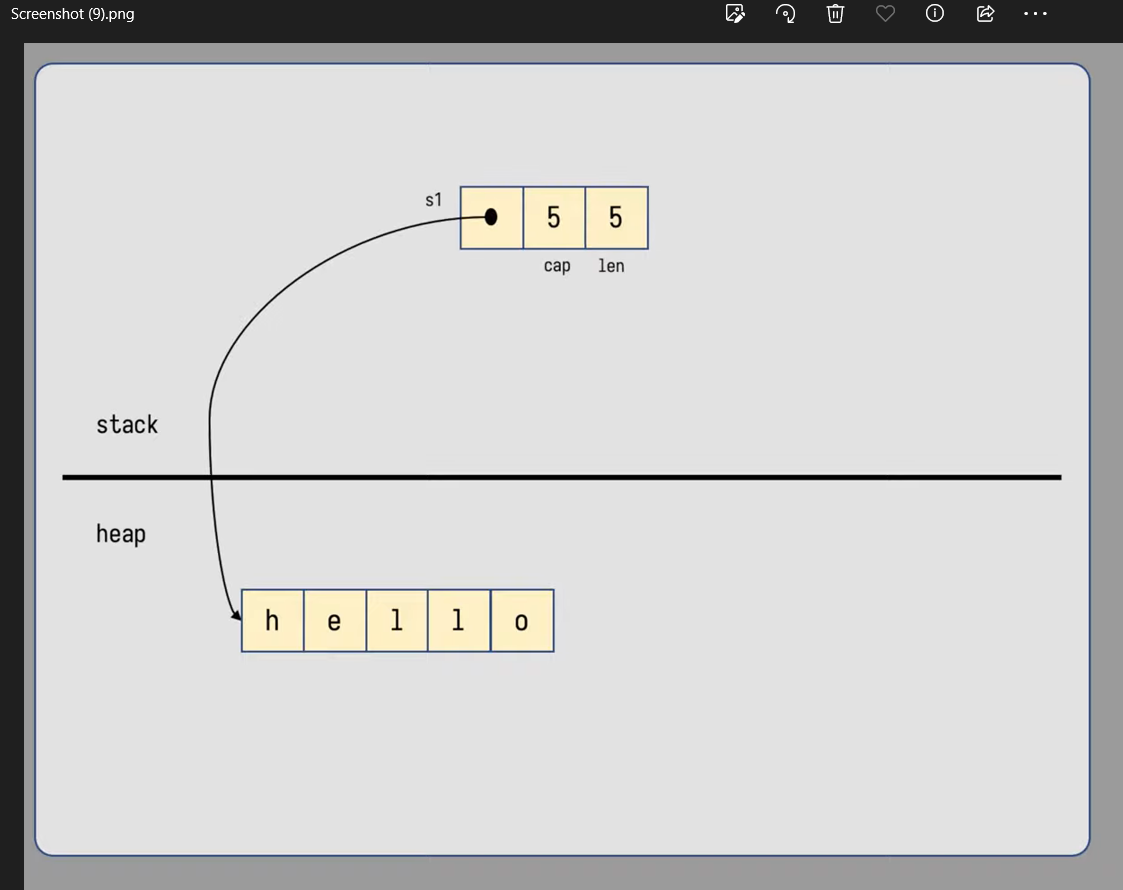 Screenshot (9).png
s1
5 5
cap len
stack
heap
h e l l o